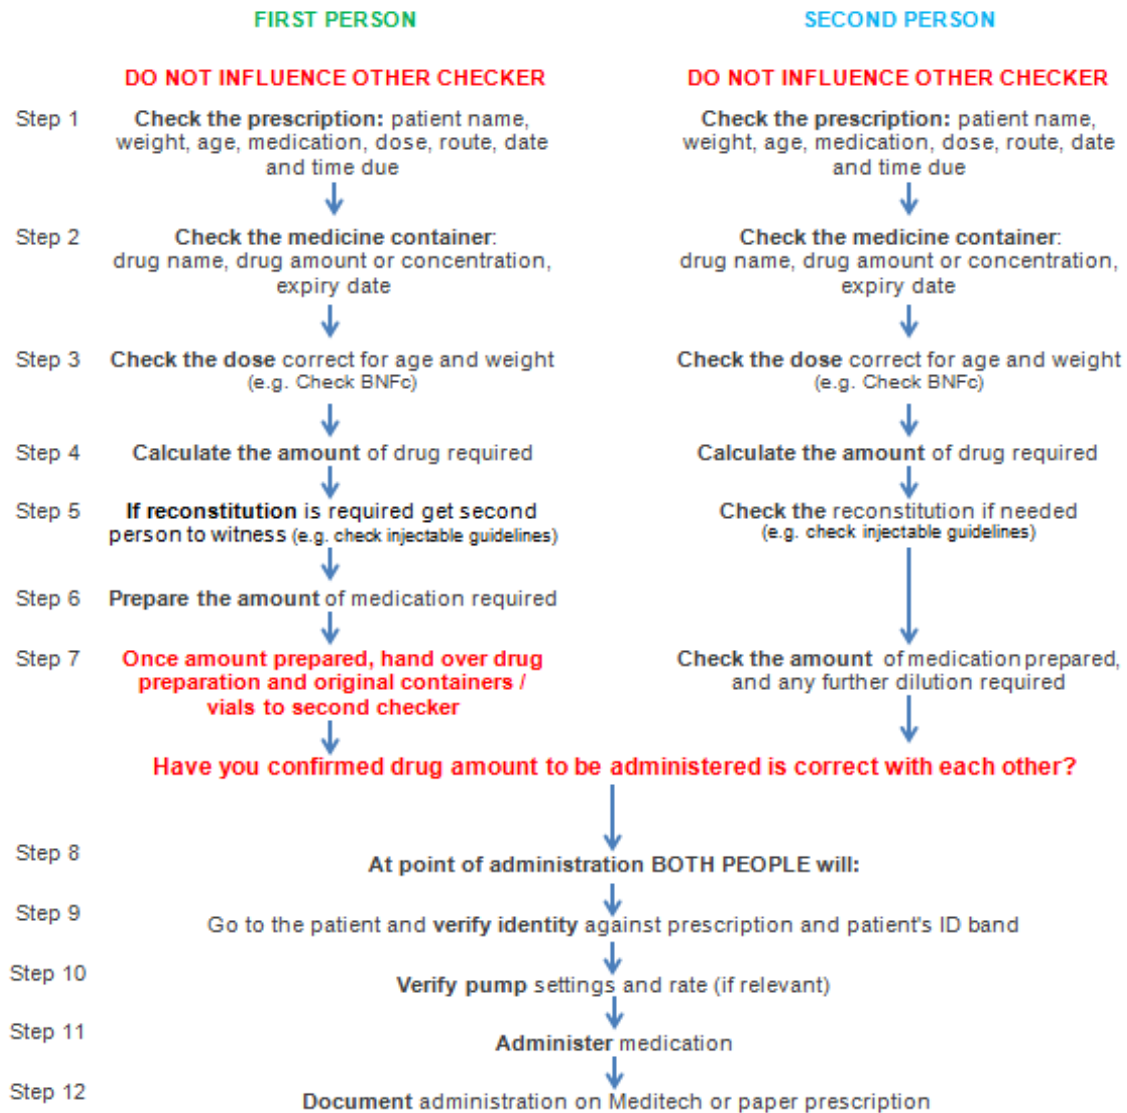 FIRST PERSON
SECOND PERSON
DO NOT INFLUENCE OTHER CHECKER
DO NOT INFLUENCE OTHER CHECKER
Step 1
Check the prescription: patient name,
weight, age, medication, dose, route, date
and time due
Check the prescription: patient name,
weight, age, medication, dose, route, date
and time due
Step 2
Check the medicine container:
drug name, drug amount or concentration,
expiry date
Check the medicine container:
drug name, drug amount or concentration,
expiry date
Step 3
Check the dose correct for age and weight
(e.g. Check BNFc)
Check the dose correct for age and weight
(e.g. Check BNFc)
Step 4
Calculate the amount of drug required
Calculate the amount of drug required
Step 5
If reconstitution is required get second
person to witness (e.g. check injectable guidelines)
Check the reconstitution if needed
(e.g. check injectable guidelines)
Step 6
Prepare the amount of medication required
Step 7
Once amount prepared, hand over drug
preparation and original containers /
vials to second checker
Check the amount of medication prepared,
and any further dilution required
Have you confirmed drug amount to be administered is correct with each other?
Step 8
At point of administration BOTH PEOPLE will:
Step 9
Go to the patient and verify identity against prescription and patient's ID band
Step 10
Verify pump settings and rate (if relevant)
Step 11
Administer medication
Step 12
Document administration on Meditech or paper prescription